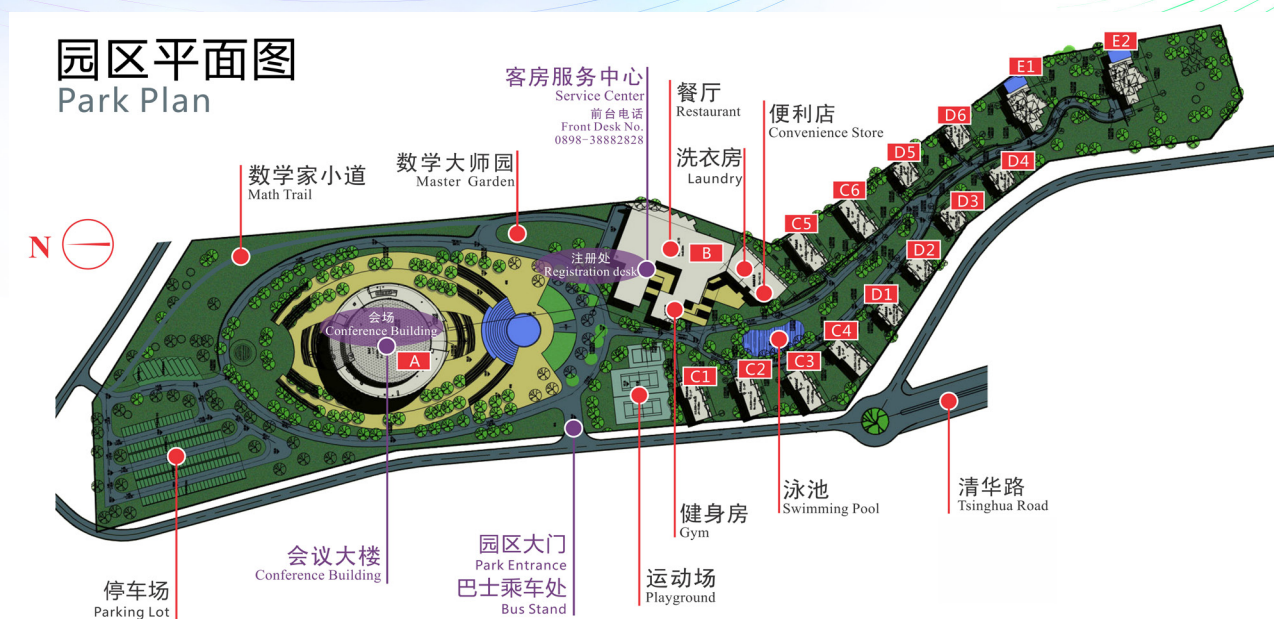 园区平面图
Park Plan
客房服务中心
Service Center
前台电话
Front Desk No.
0898-38882828
餐厅
Restaurant
便利店
Convenience Store
洗衣房
Laundry
数学家小道
Math Trail
数学大师园
Master Garden
N
注册处
Registration desk
会场
Conference Building
A
B
C5
C6
D5
D6
E1
E2
D4
D3
D2
D1
C4
C3
C2
C1
停车场
Parking Lot
会议大楼
Conference Building
园区大门
Park Entrance
巴士乘车处
Bus Stand
运动场
Playground
健身房
Gym
泳池
Swimming Pool
清华路
Tsinghua Road